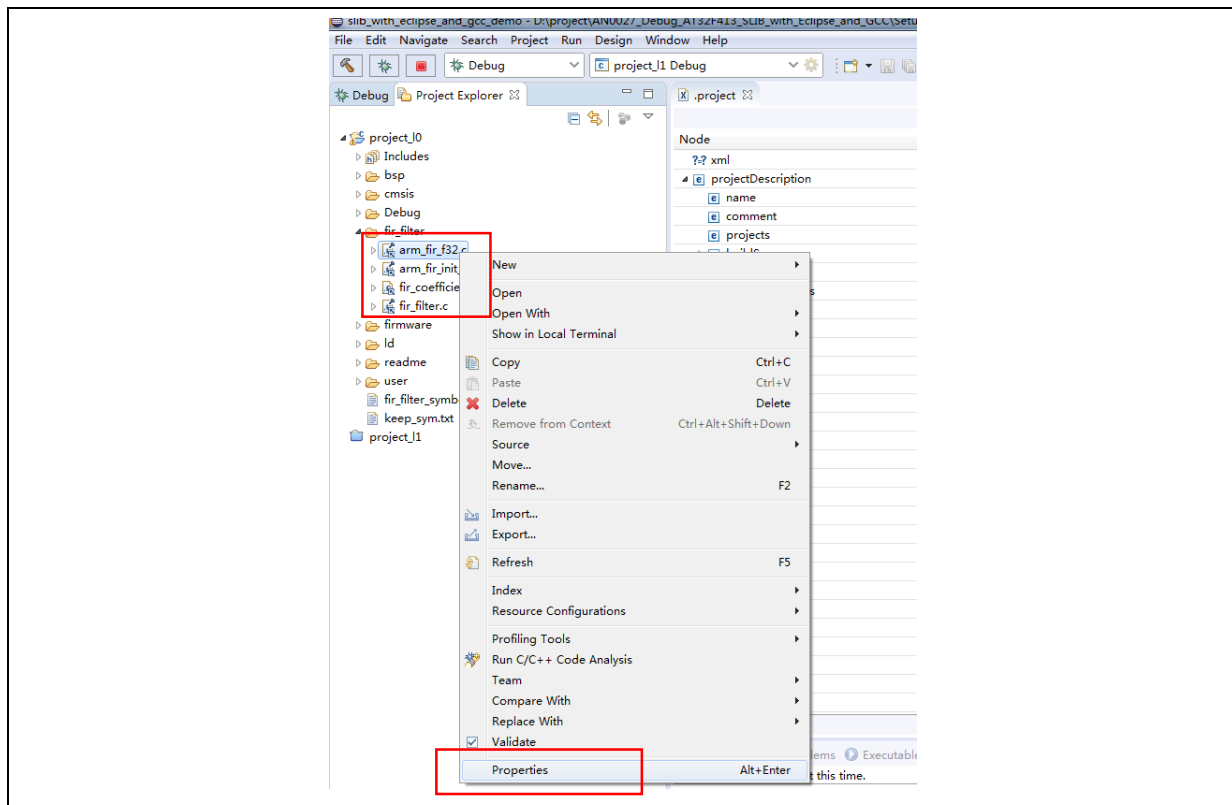 slib_with_eclipse_and_gcc_demo - D:\project\AN0027_Debug_AT32F413_SLIB_with_Eclipse_and_GCC\Setu
File Edit Navigate Search Project Run Design Window Help
Debug project_l1 Debug
Debug Project Explorer .project
Node
project_l0
Includes
bsp
cmsis
Debug
fir_filter
arm_fir_f32.c
arm_fir_init_
fir_coefficie
fir_filter.c
firmware
ld
readme
user
fir_filter_symb
keep_sym.txt
project_l1
?=? xml
projectDescription
name
comment
projects
New
Open
Open With
Show in Local Terminal
Copy Ctrl+C
Paste Ctrl+V
Delete Delete
Remove from Context Ctrl+Alt+Shift+Down
Source
Move...
Rename... F2
Import...
Export...
Refresh F5
Index
Resource Configurations
Profiling Tools
Run C/C++ Code Analysis
Team
Compare With
Replace With
Validate
Properties Alt+Enter
lems Executable
t this time.